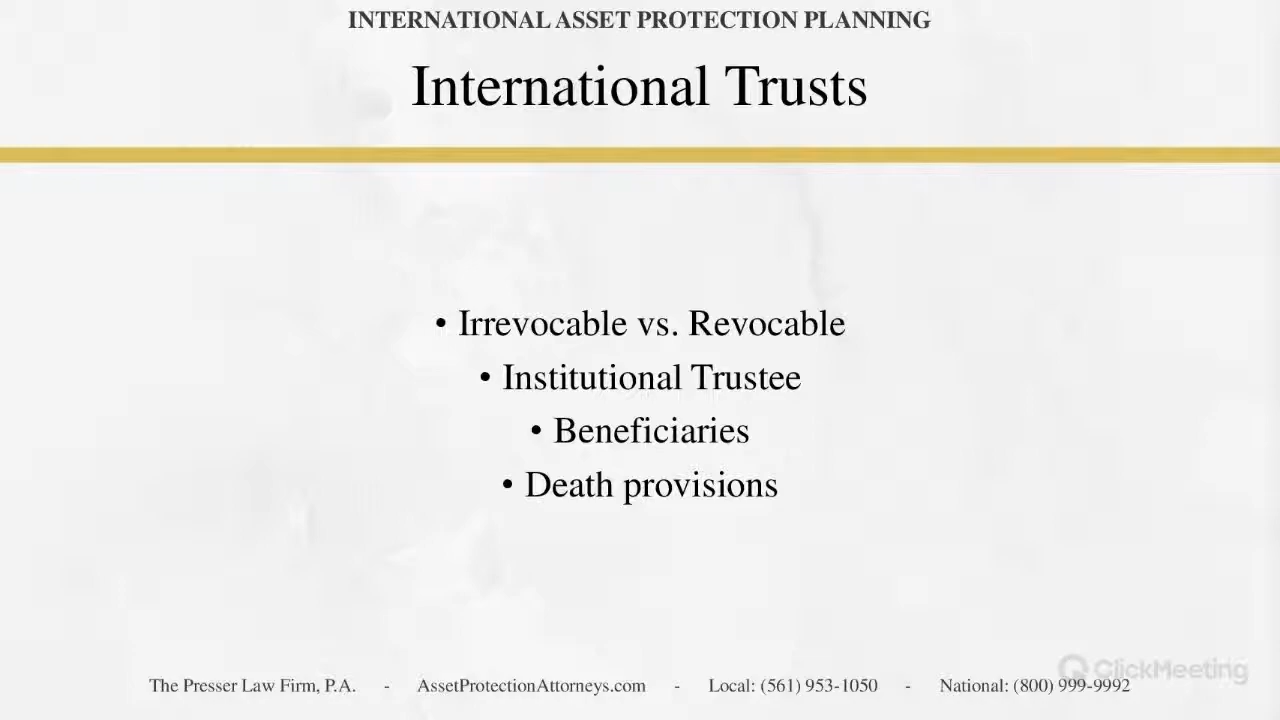 INTERNATIONAL ASSET PROTECTION PLANNING
International Trusts
• Irrevocable vs. Revocable
• Institutional Trustee
• Beneficiaries
• Death provisions
ClickMeeting
The Presser Law Firm, P.A. - AssetProtectionAttorneys.com - Local: (561) 953-1050 - National: (800) 999-9992